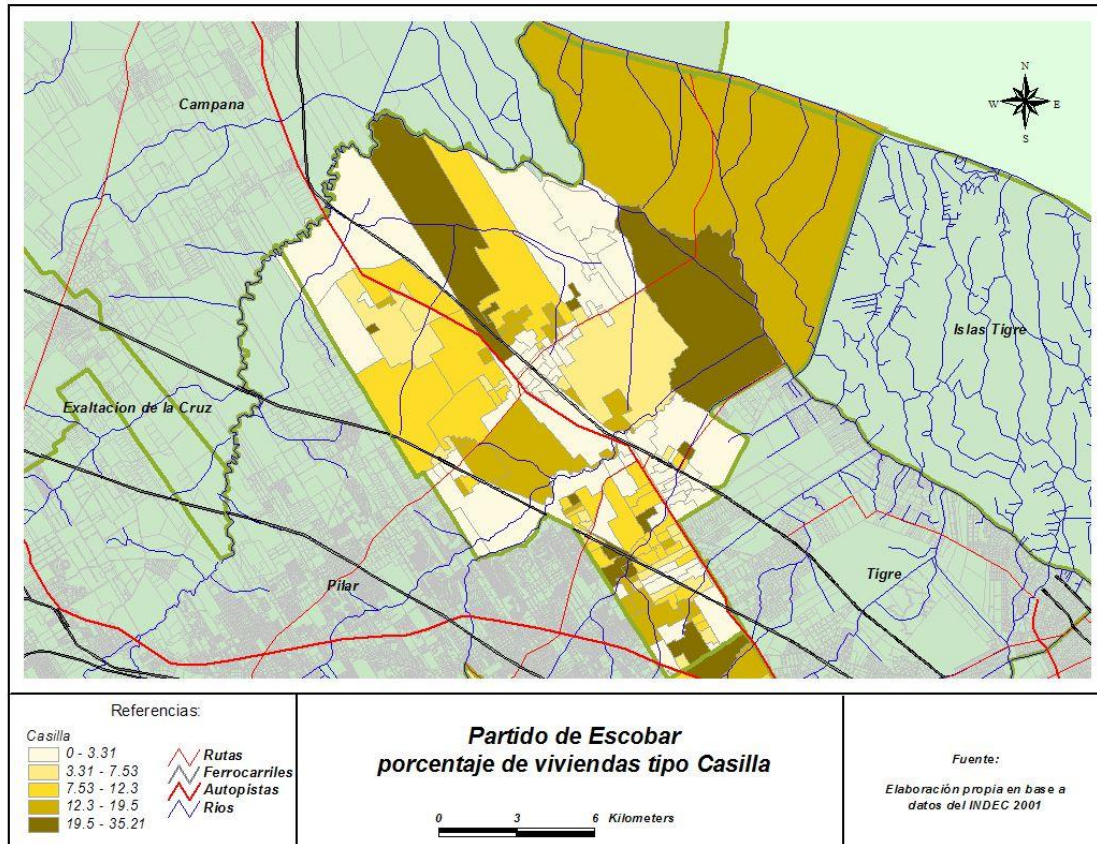 Campana
N
W E
S
Islas Tigre
Exaltacion de la Cruz
Pilar
Tigre
Referencias:
Casilla
0 - 3.31
3.31 - 7.53
7.53 - 12.3
12.3 - 19.5
19.5 - 35.21
Rutas
Ferrocarriles
Autopistas
Rios
Partido de Escobar
porcentaje de viviendas tipo Casilla
0 3 6 Kilometers
Fuente:
Elaboración propia en base a
datos del INDEC 2001